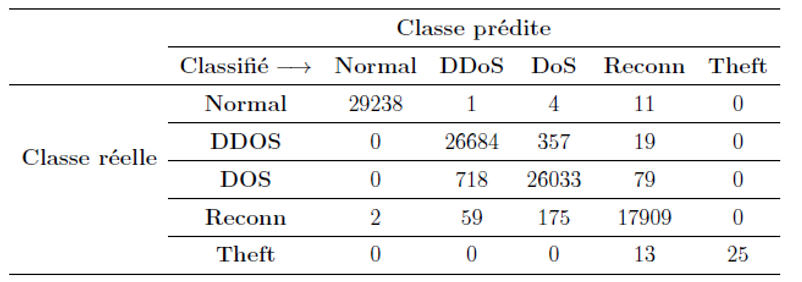 Classe prédite
Classifié → Normal DDoS DoS Reconn Theft
Normal 29238 1 4 11 0
DDOS 0 26684 357 19 0
Classe réelle
DOS 0 718 26033 79 0
Reconn 2 59 175 17909 0
Theft 0 0 0 13 25